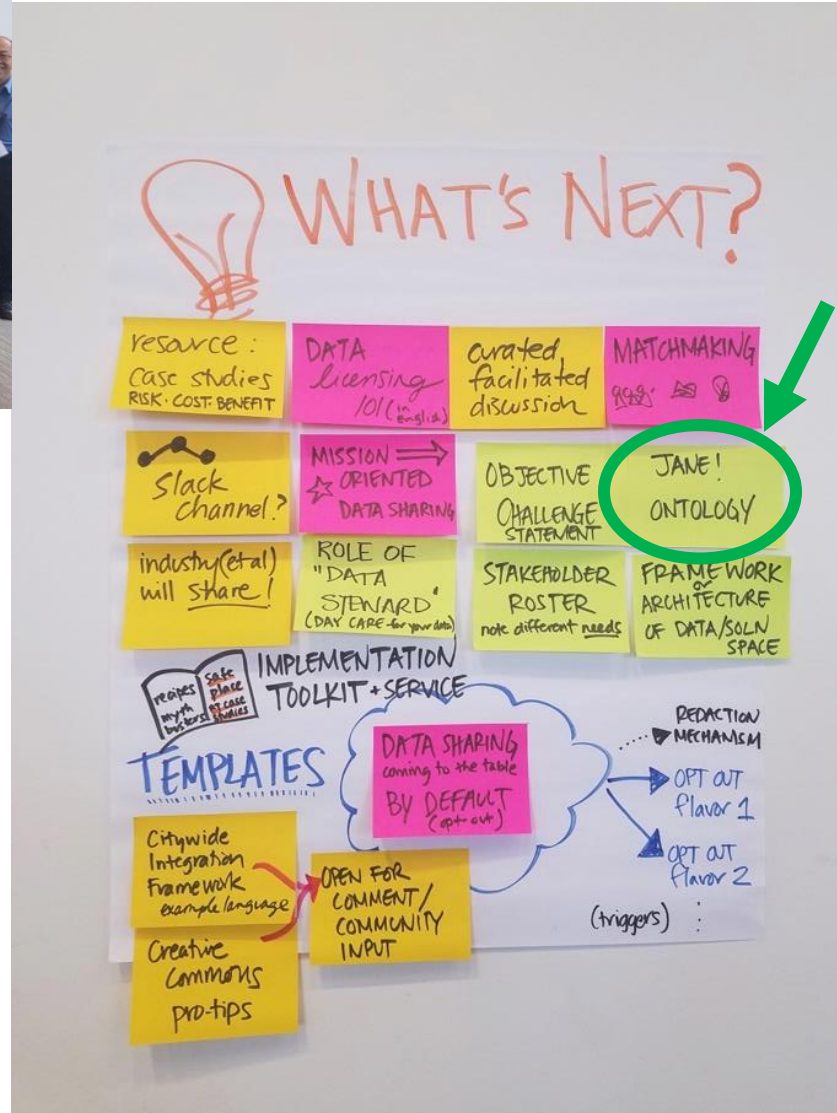 WHAT'S NEXT?
resource:
case studies
RISK·COST·BENEFIT
DATA
licensing
101 (in English)
curated,
facilitated
discussion
MATCHMAKING
Slack
channel?
MISSION
ORIENTED
DATA SHARING
OBJECTIVE
CHALLENGE
STATEMENT
JANE!
ONTOLOGY
industry (et al)
will share!
ROLE OF
"DATA
STEWARD"
(DAY CARE for your data)
STAKEHOLDER
ROSTER
note different needs
FRAMEWORK
or
ARCHITECTURE
OF DATA/SOLN
SPACE
recipes
myth
busters
safe
place
case
studies
IMPLEMENTATION
TOOLKIT + SERVICE
TEMPLATES
DATA SHARING
coming to the table
BY DEFAULT
(opt-out)
REDACTION
MECHANISM
OPT OUT
flavor 1
OPT OUT
flavor 2
(triggers)
Citywide
Integration
Framework
example language
OPEN FOR
COMMENT/
COMMUNITY
INPUT
Creative
Commons
pro-tips